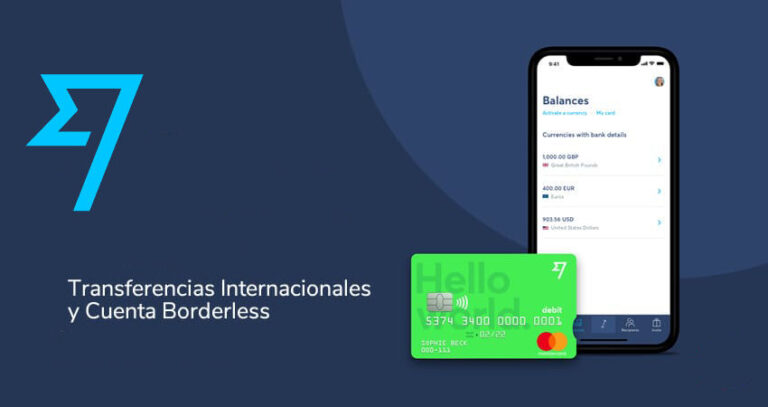 Transferencias Internacionales
y Cuenta Borderless
9:41
Balances
Activate a currency My card
Currencies with bank details
1,000.00 GBP
Great British Pounds
400.00 EUR
Euros
903.56 USD
United States Dollars
Recipients
Invite
Hello
world.
debit
5374 3400 0000 0001
02/22
SOPHIE BECK
000-111